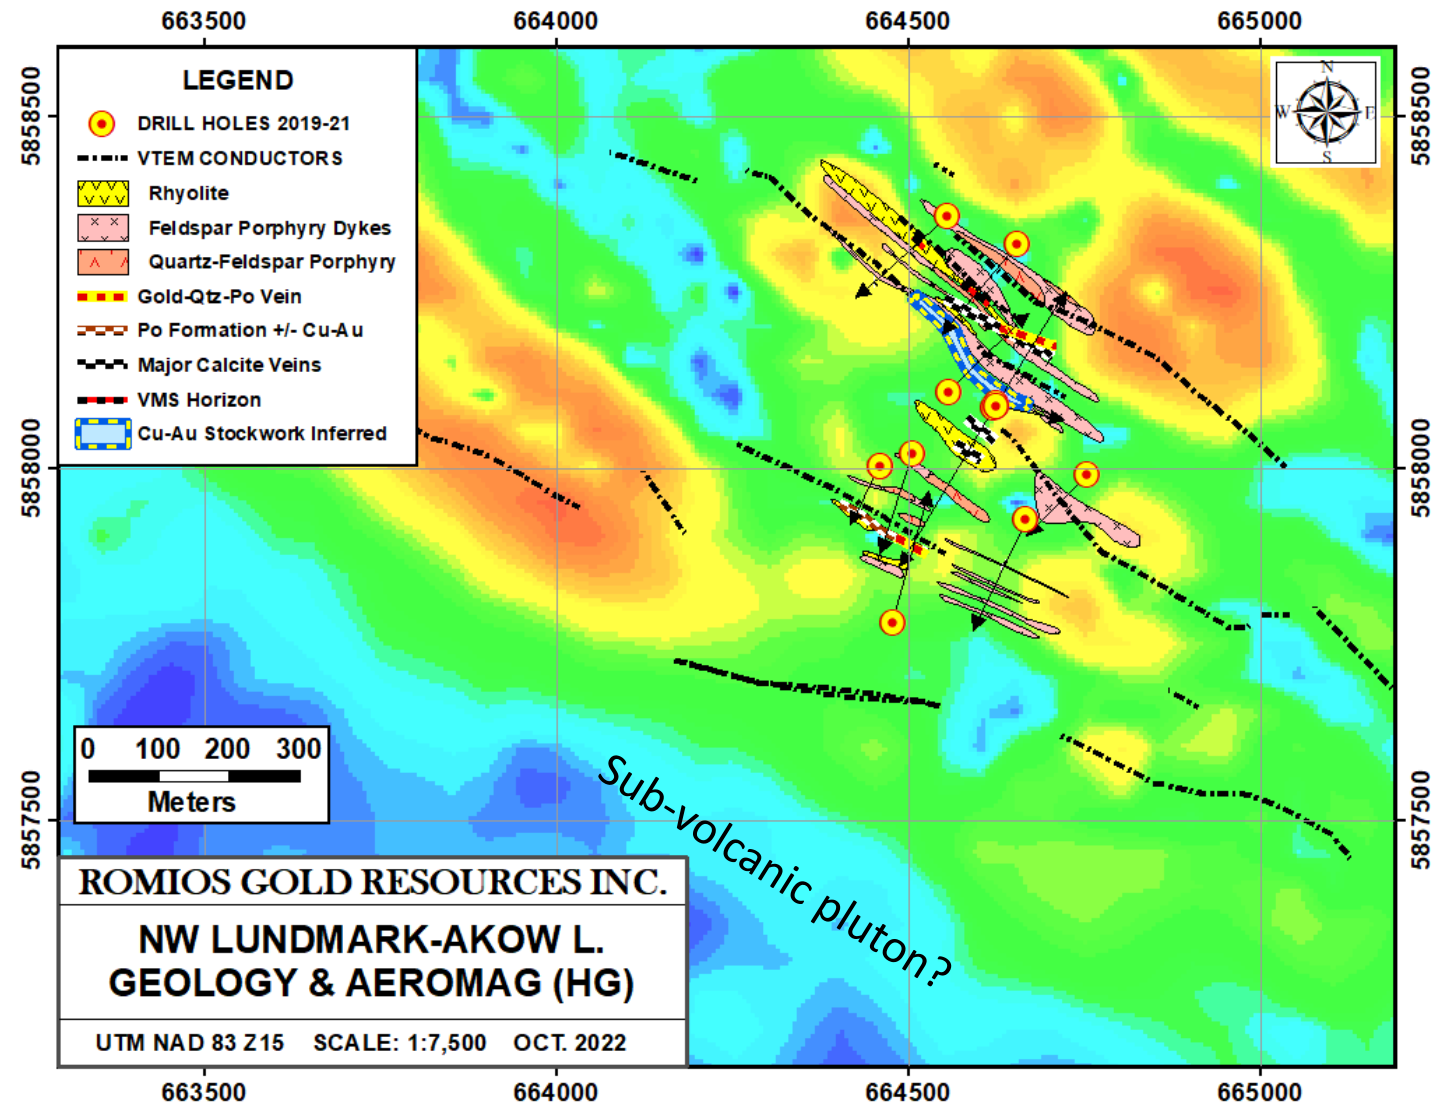 663500 664000 664500 665000
LEGEND
DRILL HOLES 2019-21
VTEM CONDUCTORS
Rhyolite
Feldspar Porphyry Dykes
Quartz-Feldspar Porphyry
Gold-Qtz-Po Vein
Po Formation +/- Cu-Au
Major Calcite Veins
VMS Horizon
Cu-Au Stockwork Inferred
N
W E
S
5858500 5858500
5858000 5858000
5857500 5857500
0 100 200 300
Meters
Sub-volcanic pluton?
ROMIOS GOLD RESOURCES INC.
NW LUNDMARK-AKOW L.
GEOLOGY & AEROMAG (HG)
UTM NAD 83 Z15 SCALE: 1:7,500 OCT. 2022
663500 664000 664500 665000